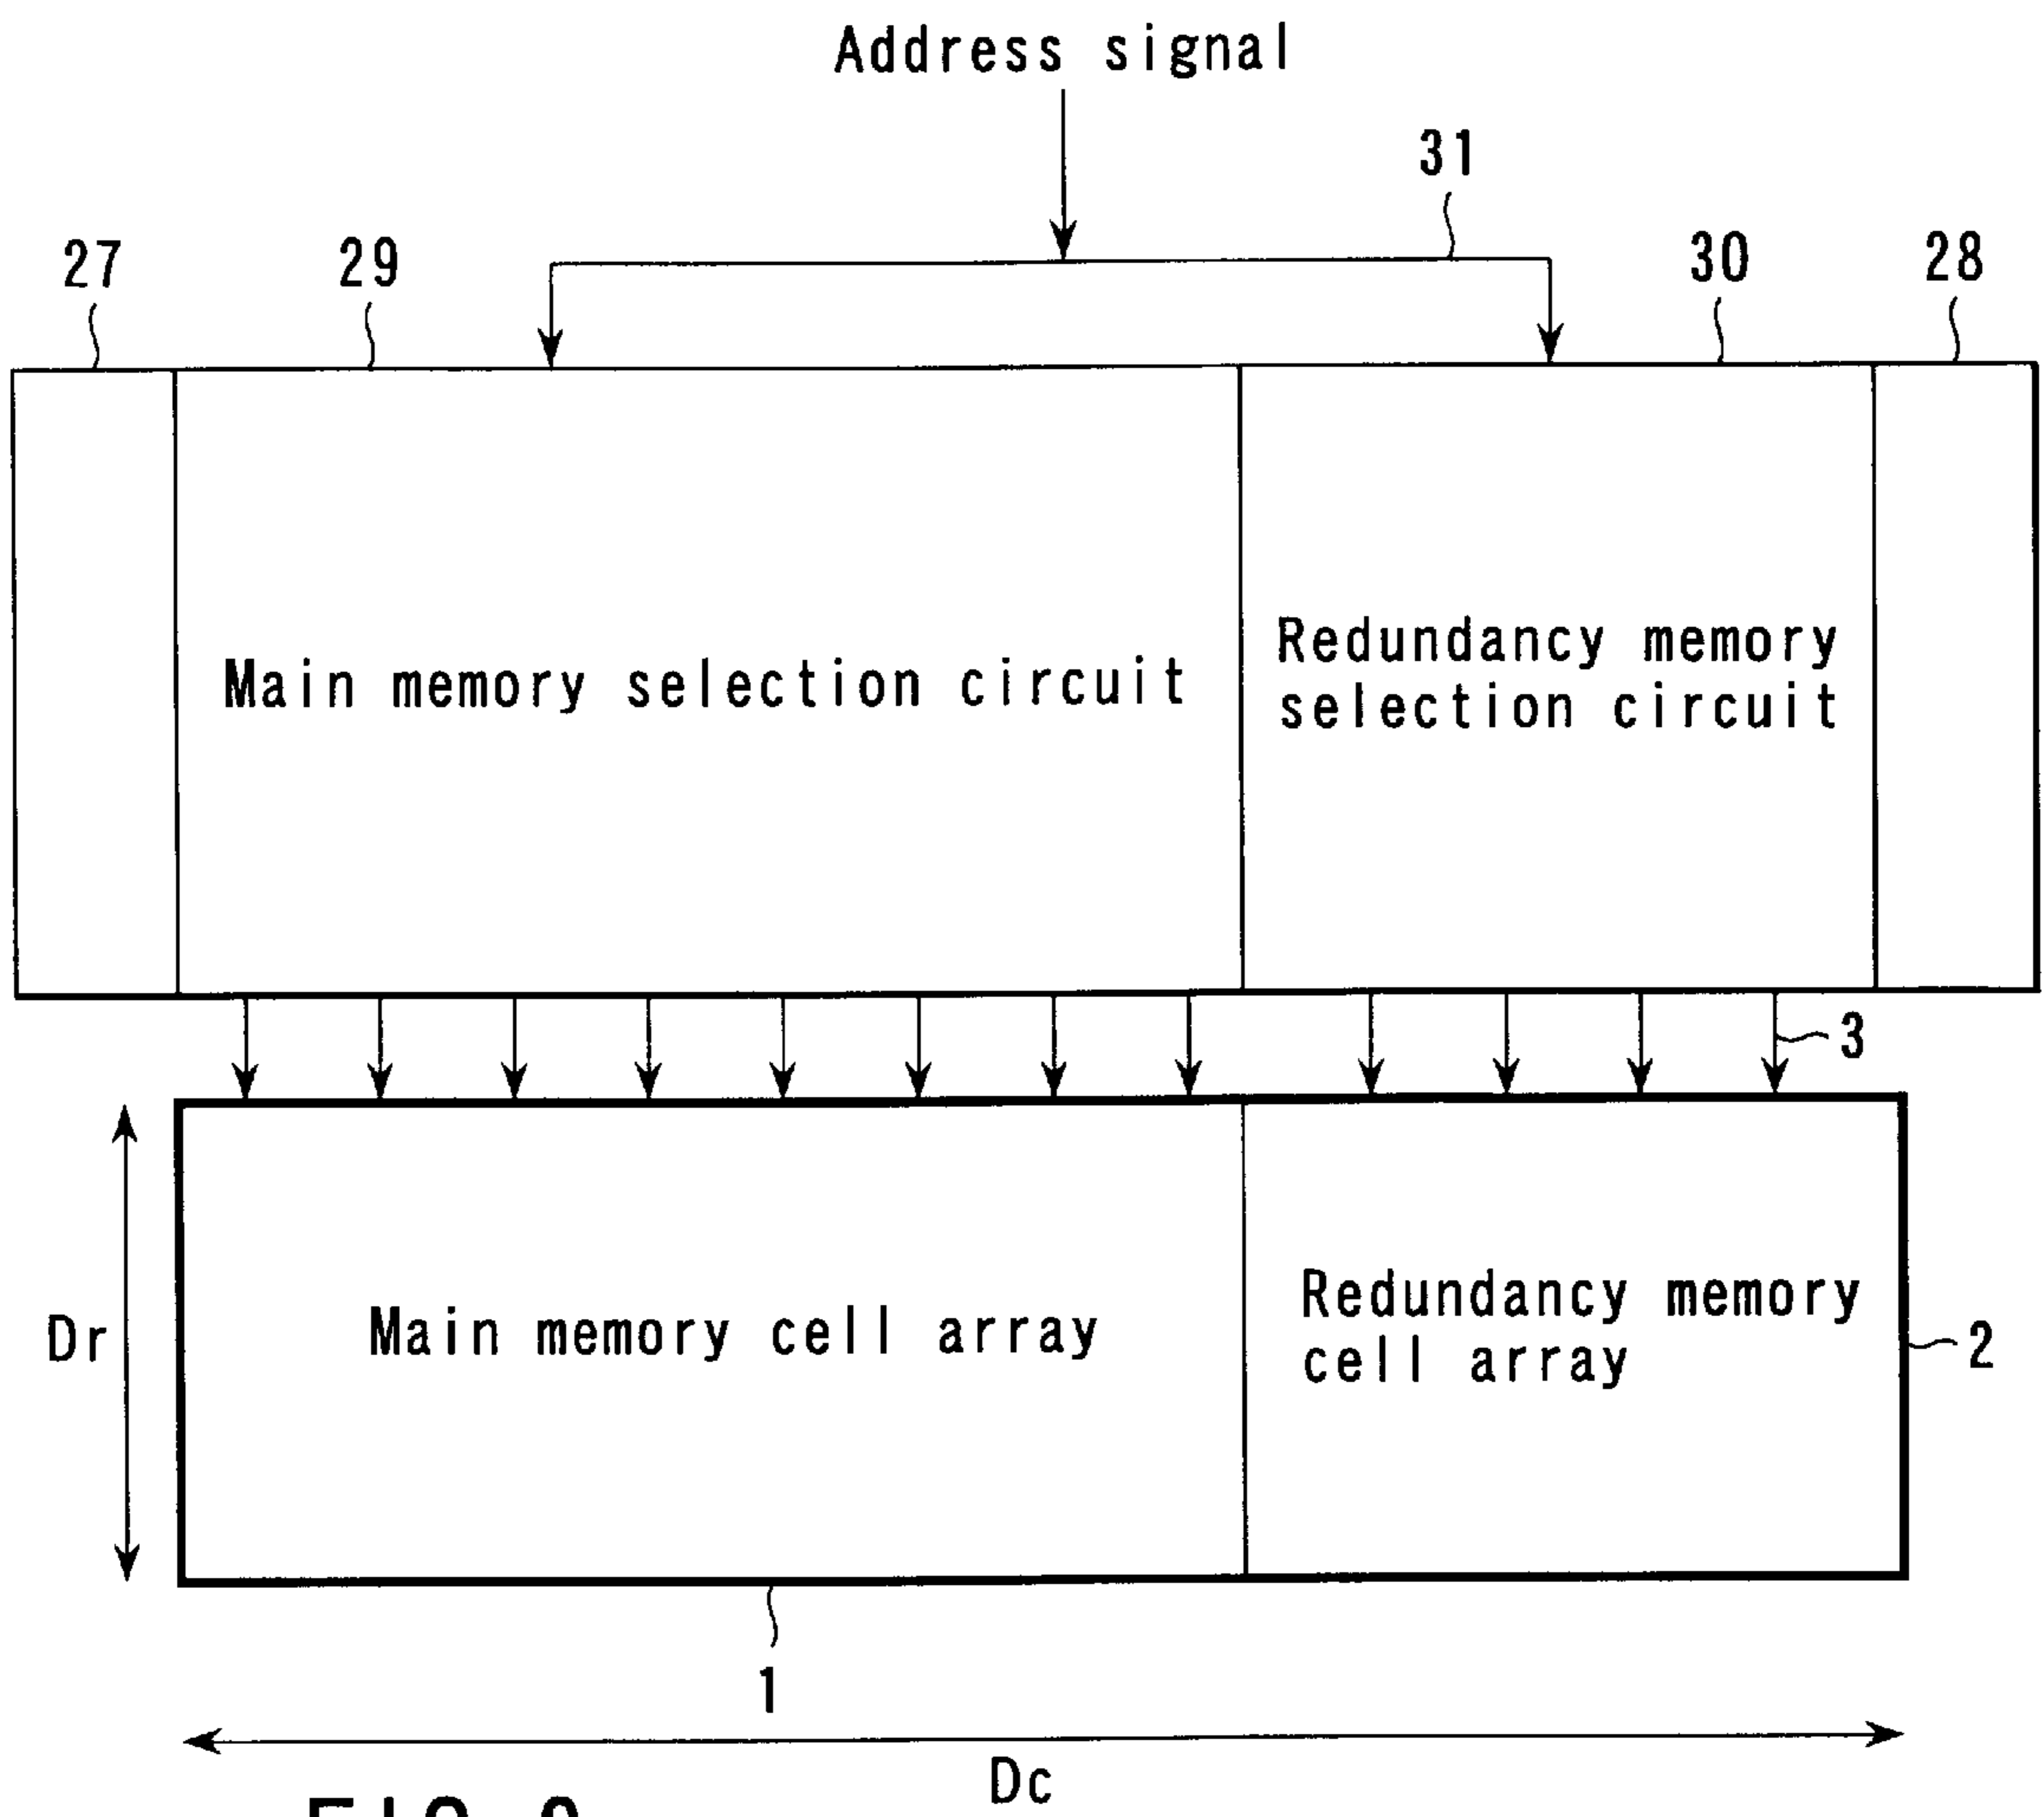 Address signal
31
27
29
30
28
Main memory selection circuit
Redundancy memory
selection circuit
3
Dr
Main memory cell array
Redundancy memory
cell array
2
1
Dc